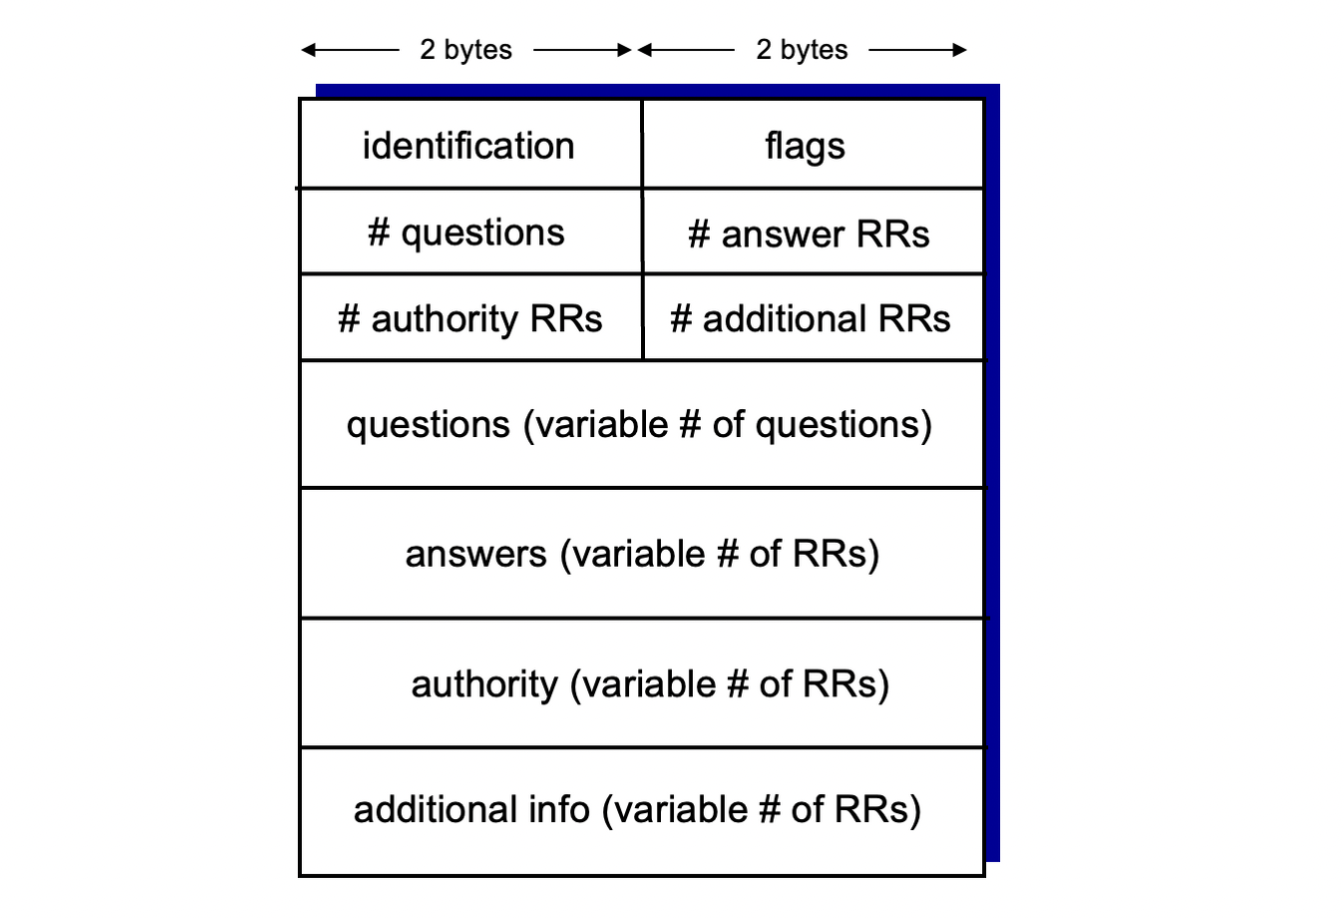 2 bytes 2 bytes
identification flags
# questions # answer RRs
# authority RRs # additional RRs
questions (variable # of questions)
answers (variable # of RRs)
authority (variable # of RRs)
additional info (variable # of RRs)